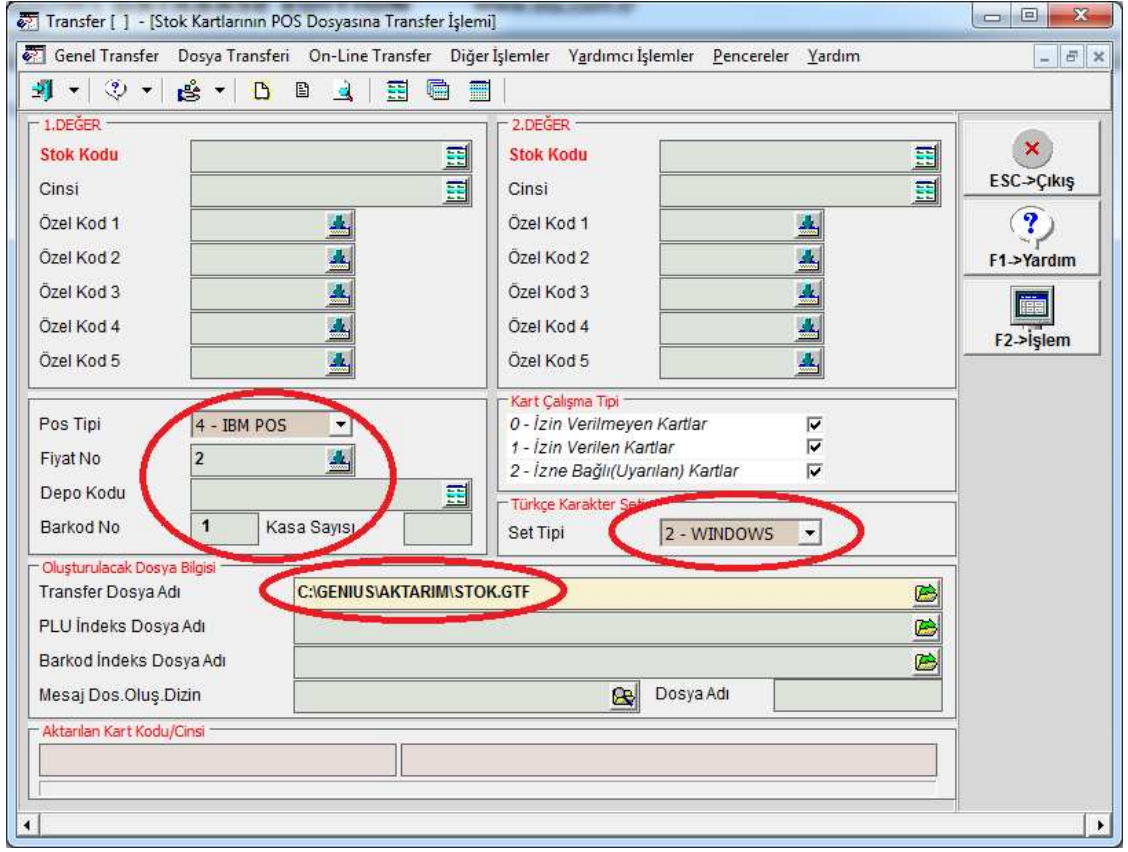 Transfer [ ] - [Stok Kartlarının POS Dosyasına Transfer İşlemi]
Genel Transfer Dosya Transferi On-Line Transfer Diğer İşlemler Yardımcı İşlemler Pencereler Yardım
1.DEĞER
Stok Kodu
Cinsi
Özel Kod 1
Özel Kod 2
Özel Kod 3
Özel Kod 4
Özel Kod 5
2.DEĞER
Stok Kodu
Cinsi
Özel Kod 1
Özel Kod 2
Özel Kod 3
Özel Kod 4
Özel Kod 5
ESC->Çıkış
F1->Yardım
F2->İşlem
Pos Tipi 4 - IBM POS
Fiyat No 2
Depo Kodu
Barkod No 1 Kasa Sayısı
Kart Çalışma Tipi
0 - İzin Verilmeyen Kartlar
1 - İzin Verilen Kartlar
2 - İzne Bağlı(Uyarılan) Kartlar
Türkçe Karakter
Set Tipi 2 - WINDOWS
Oluşturulacak Dosya Bilgisi
Transfer Dosya Adı C:\GENIUS\AKTARIM\STOK.GTF
PLU İndeks Dosya Adı
Barkod İndeks Dosya Adı
Mesaj Dos.Oluş.Dizin Dosya Adı
Aktarılan Kart Kodu/Cinsi